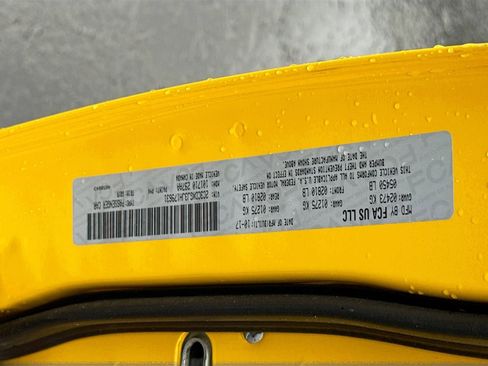 MFD BY FCA US LLC
DATE OF MFR/BUILT: 10-17
GVWR: 02473 KG
05450 LB
GAWR: 01275 KG
FRONT: 02810 LB
GAWR: 01275 KG
REAR: 02810 LB
THIS VEHICLE CONFORMS TO ALL APPLICABLE U.S.A. FEDERAL MOTOR VEHICLE SAFETY,
BUMPER AND THEFT PREVENTION STANDARDS IN EFFECT ON
THE DATE OF MANUFACTURE SHOWN ABOVE.
TYPE: PASSENGER CAR
VEHICLE MADE IN CANADA